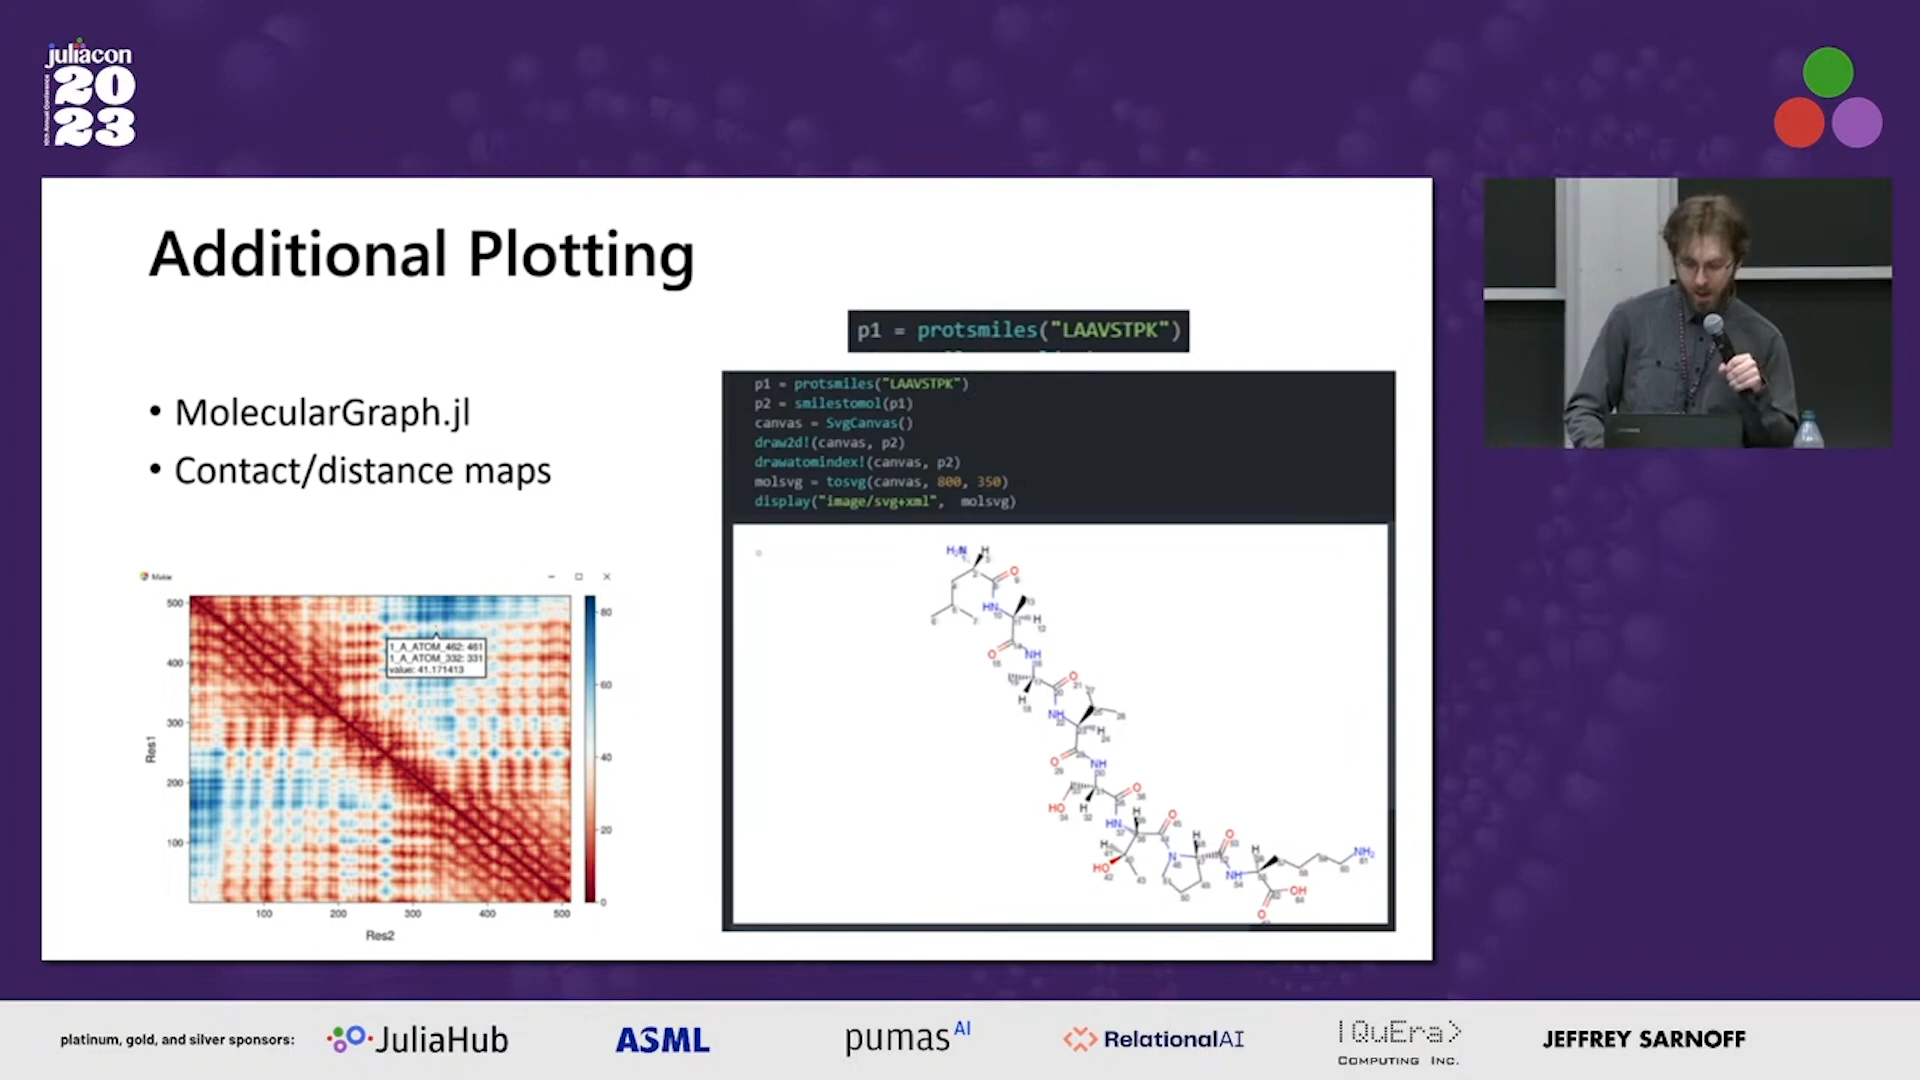 juliacon
20
23
Additional Plotting
• MolecularGraph.jl
• Contact/distance maps
p1 = protsmiles("LAAVSTPK")
p1 = protsmiles("LAAVSTPK")
p2 = smilestomol(p1)
canvas = SvgCanvas()
draw2d!(canvas, p2)
drawatomindex!(canvas, p2)
molsvg = tosvg(canvas, 800, 350)
display("image/svg+xml", molsvg)
Makie
500
400
300
200
100
Res1
100 200 300 400 500
Res2
80
60
40
20
0
1_A_ATOM_462: 461
1_A_ATOM_332: 331
value: 41.171413
platinum, gold, and silver sponsors:
JuliaHub
ASML
pumas AI
RelationalAI
|QuEra>
COMPUTING INC.
JEFFREY SARNOFF